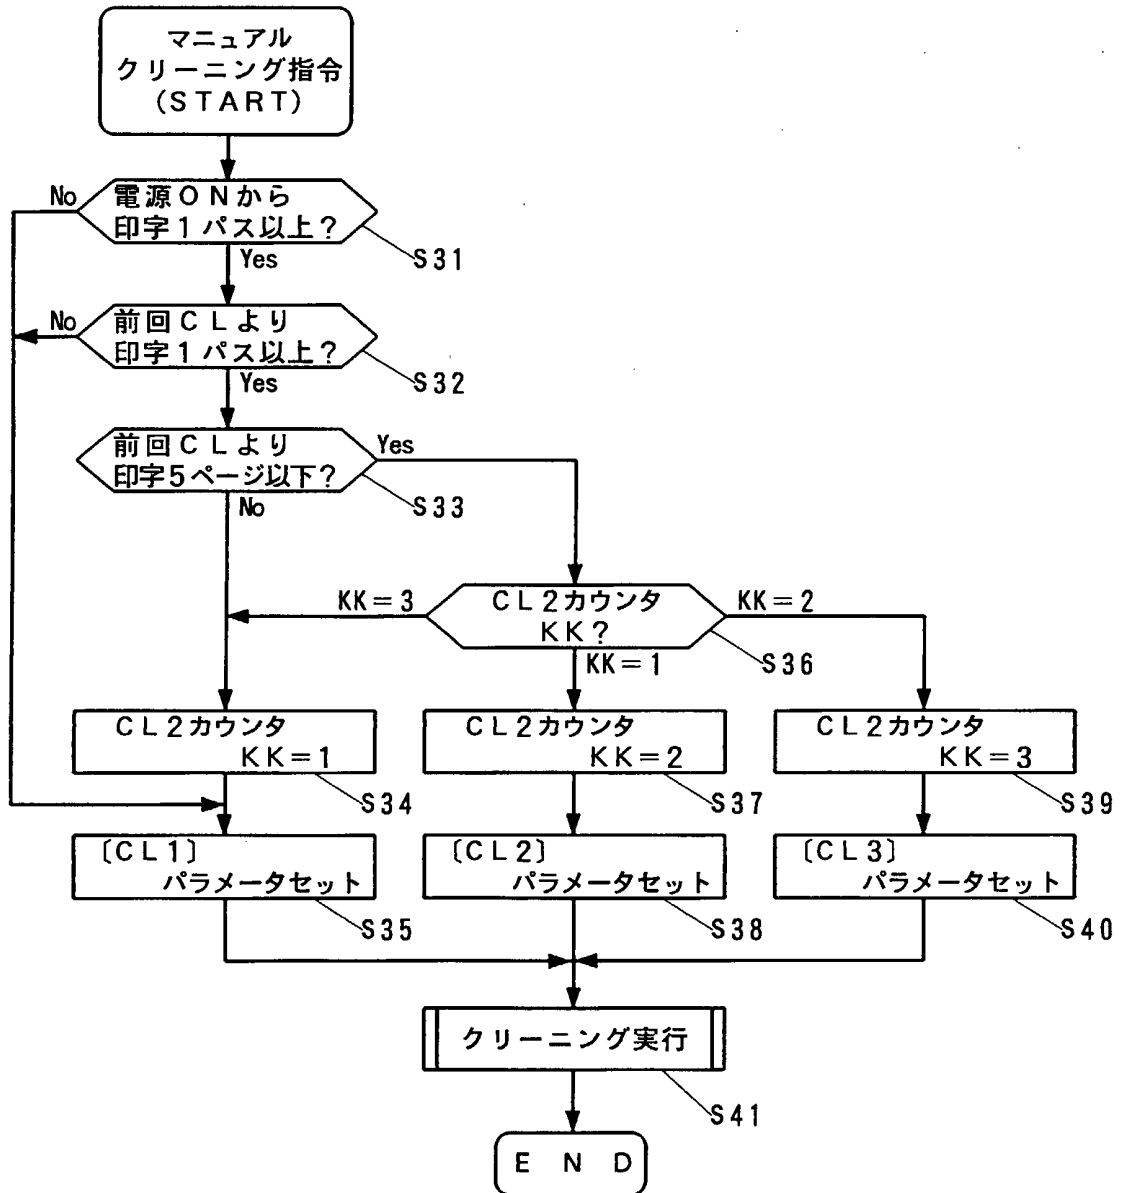 マニュアル
クリーニング指令
(START)
No
電源ONから
印字1パス以上?
S31
Yes
No
前回CLより
印字1パス以上?
S32
Yes
前回CLより
印字5ページ以下?
Yes
S33
No
KK=3
CL2カウンタ
KK?
KK=2
S36
KK=1
CL2カウンタ
KK=1
S34
CL2カウンタ
KK=2
S37
CL2カウンタ
KK=3
S39
〔CL1〕
パラメータセット
S35
〔CL2〕
パラメータセット
S38
〔CL3〕
パラメータセット
S40
クリーニング実行
S41
END